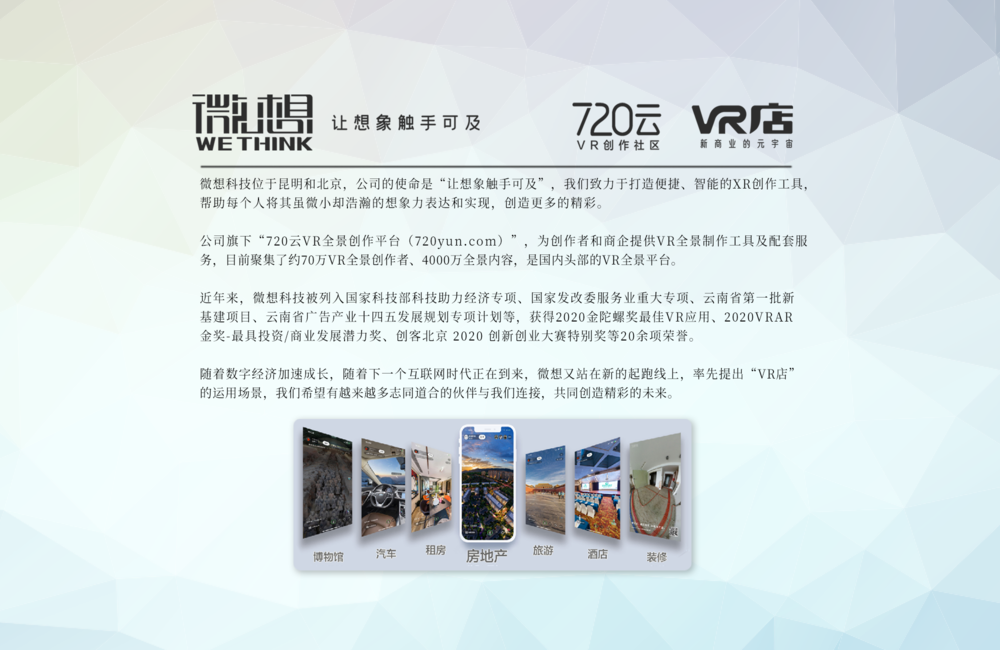 微想
WETHINK
让想象触手可及
720云
VR创作社区
VR店
新商业的元宇宙
微想科技位于昆明和北京，公司的使命是“让想象触手可及”，我们致力于打造便捷、智能的XR创作工具，
帮助每个人将其虽微小却浩瀚的想象力表达和实现，创造更多的精彩。
公司旗下“720云VR全景创作平台（720yun.com）”，为创作者和商企提供VR全景制作工具及配套服
务，目前聚集了约70万VR全景创作者、4000万全景内容，是国内头部的VR全景平台。
近年来，微想科技被列入国家科技部科技助力经济专项、国家发改委服务业重大专项、云南省第一批新
基建项目、云南省广告产业十四五发展规划专项计划等，获得2020金陀螺奖最佳VR应用、2020VRAR
金奖-最具投资/商业发展潜力奖、创客北京 2020 创新创业大赛特别奖等20余项荣誉。
随着数字经济加速成长，随着下一个互联网时代正在到来，微想又站在新的起跑线上，率先提出“VR店”
的运用场景，我们希望有越来越多志同道合的伙伴与我们连接，共同创造精彩的未来。
博物馆
汽车
租房
房地产
旅游
酒店
装修